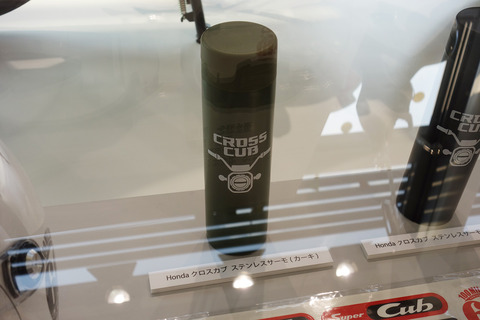 CROSS
CUB
Honda クロスカブ ステンレスサーモ ( カーキ )
Honda クロスカブ ステンレスサーモ
Super Cub